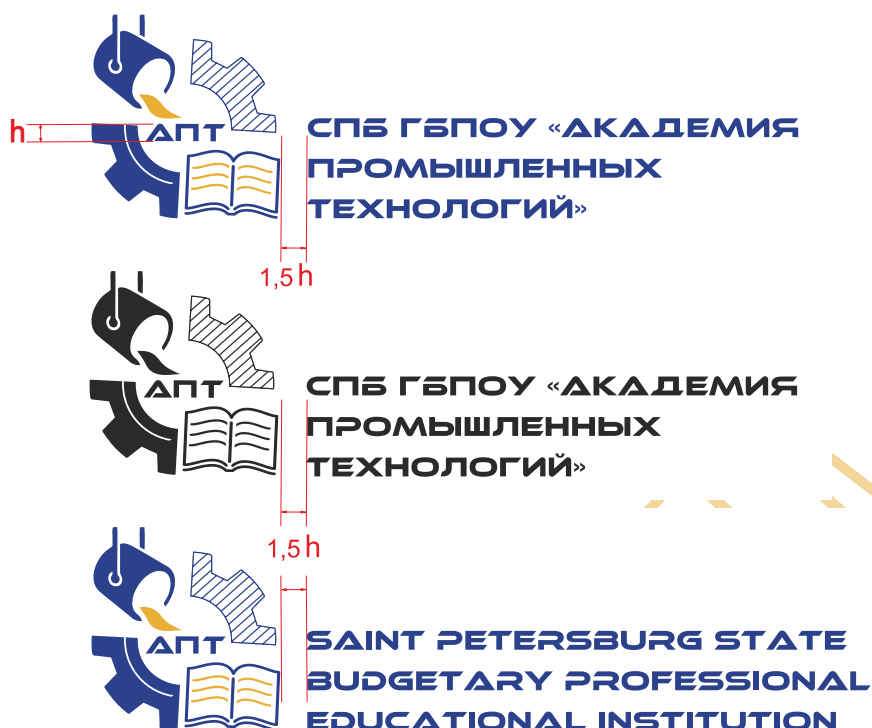 h
АПТ
СПБ ГБПОУ «АКАДЕМИЯ
ПРОМЫШЛЕННЫХ
ТЕХНОЛОГИЙ»
1,5 h
АПТ
СПБ ГБПОУ «АКАДЕМИЯ
ПРОМЫШЛЕННЫХ
ТЕХНОЛОГИЙ»
1,5 h
АПТ
SAINT PETERSBURG STATE
BUDGETARY PROFESSIONAL
EDUCATIONAL INSTITUTION